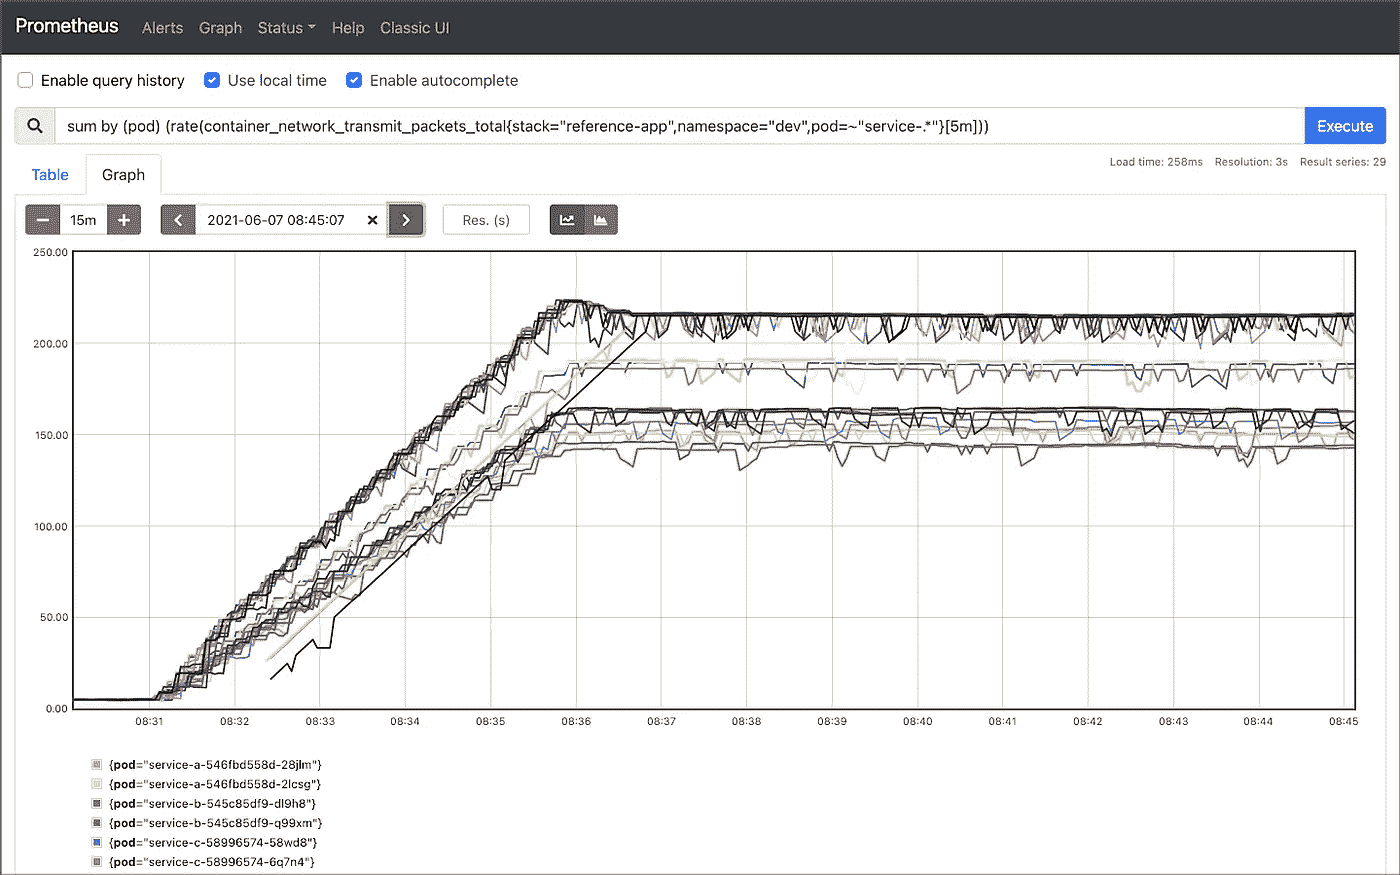 Prometheus Alerts Graph Status Help Classic UI
Enable query history Use local time Enable autocomplete
sum by (pod) (rate(container_network_transmit_packets_total{stack="reference-app",namespace="dev",pod=~"service-.*"}[5m])) Execute
Load time: 258ms Resolution: 3s Result series: 29
Table Graph
− 15m + < 2021-06-07 08:45:07 × > Res. (s)
250.00
200.00
150.00
100.00
50.00
0.00
08:31 08:32 08:33 08:34 08:35 08:36 08:37 08:38 08:39 08:40 08:41 08:42 08:43 08:44 08:45
{pod="service-a-546fbd558d-28jlm"}
{pod="service-a-546fbd558d-2lcsg"}
{pod="service-b-545c85df9-dl9h8"}
{pod="service-b-545c85df9-q99xm"}
{pod="service-c-58996574-58wd8"}
{pod="service-c-58996574-6q7n4"}